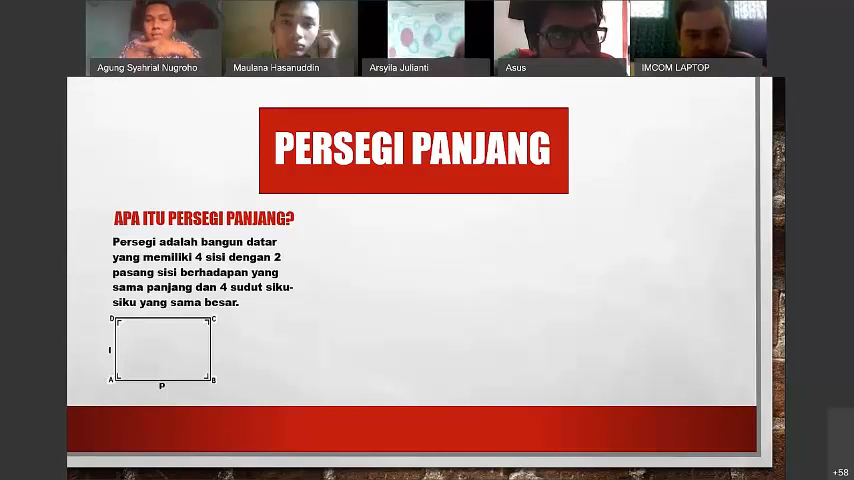 Agung Syahrial Nugroho
Maulana Hasanuddin
Arsyila Julianti
Asus
IMCOM LAPTOP
PERSEGI PANJANG
APA ITU PERSEGI PANJANG?
Persegi adalah bangun datar
yang memiliki 4 sisi dengan 2
pasang sisi berhadapan yang
sama panjang dan 4 sudut siku-
siku yang sama besar.
D C
l
A B
P
+58